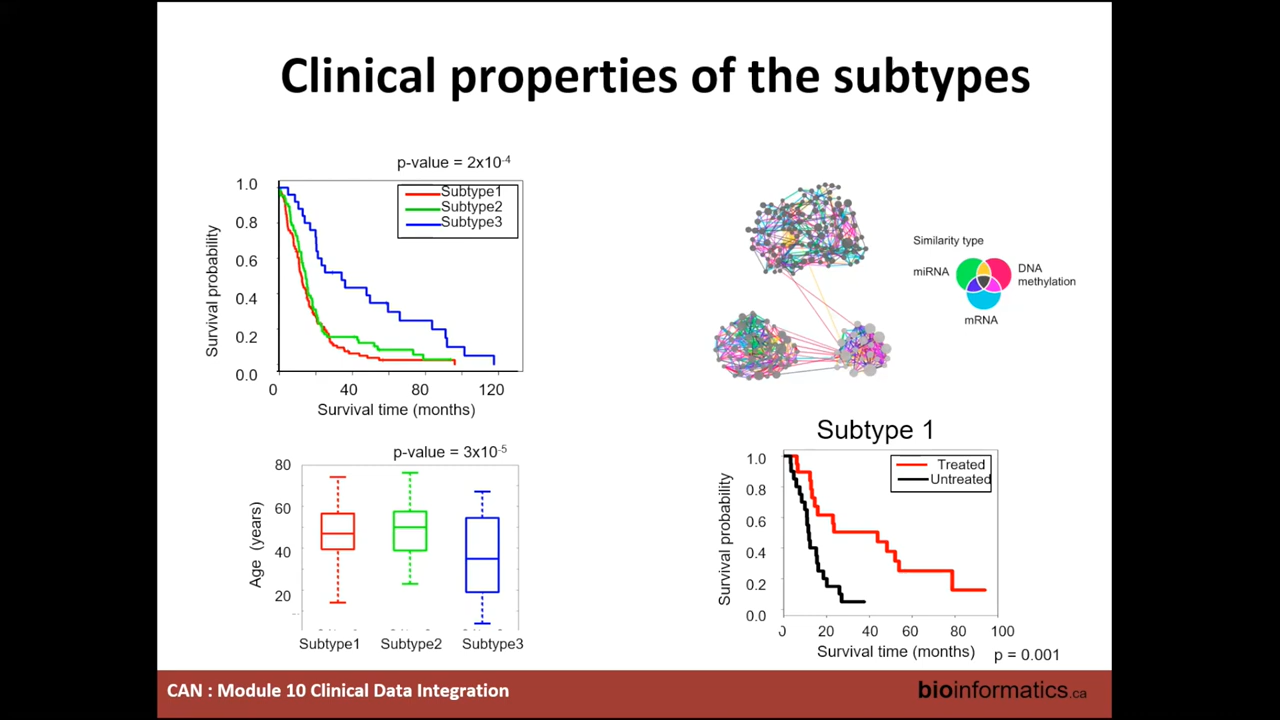 Clinical properties of the subtypes
p-value = 2x10-4
1.0
0.8
0.6
0.4
0.2
0.0
Survival probability
Subtype1
Subtype2
Subtype3
0 40 80 120
Survival time (months)
Similarity type
miRNA
DNA
methylation
mRNA
p-value = 3x10-5
80
60
40
20
Age (years)
Subtype1 Subtype2 Subtype3
Subtype 1
1.0
0.8
0.6
0.4
0.2
0.0
Survival probability
Treated
Untreated
0 20 40 60 80 100
Survival time (months)
p = 0.001
CAN : Module 10 Clinical Data Integration
bioinformatics.ca